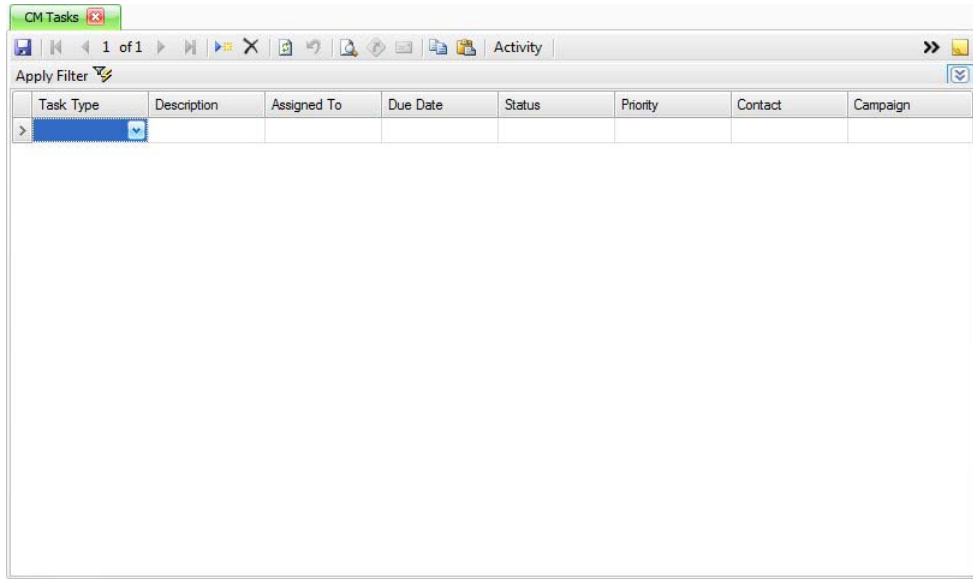 CM Tasks
1 of 1 Activity
Apply Filter
Task Type Description Assigned To Due Date Status Priority Contact Campaign